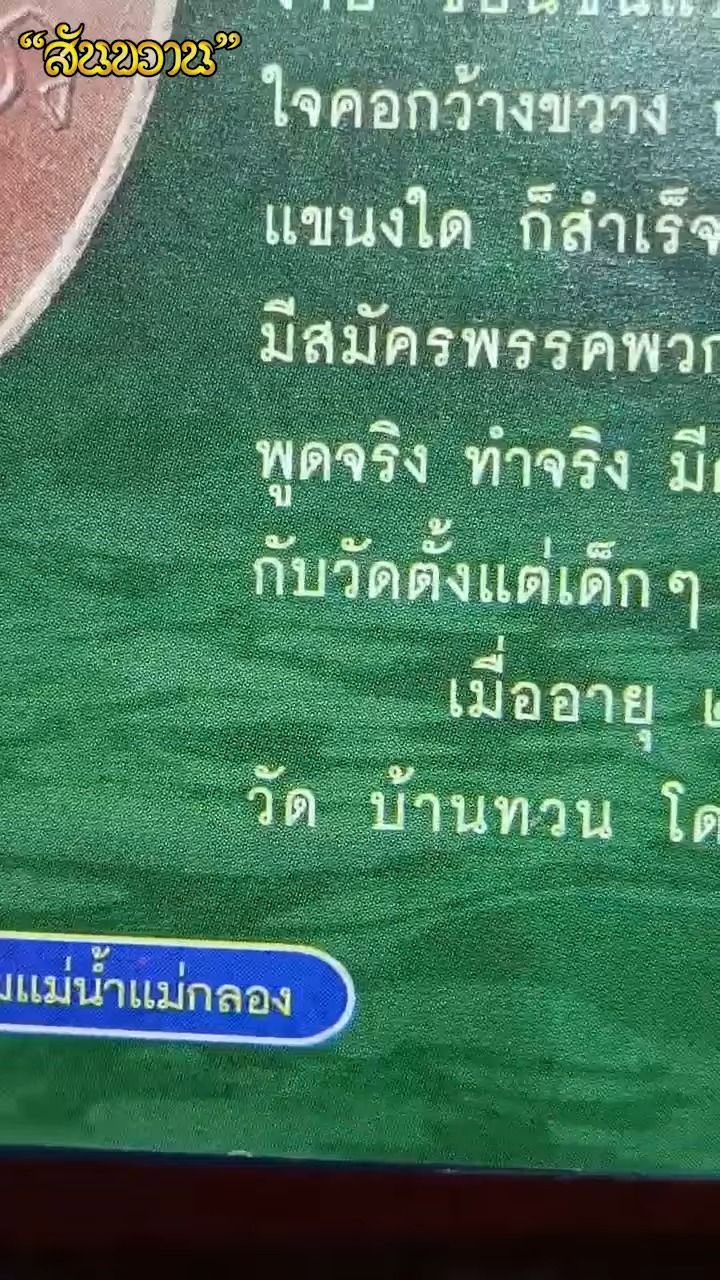 “สันขวาน”
ใจคอกว้างขวาง
แขนงใด ก็สำเร็จ
มีสมัครพรรคพวก
พูดจริง ทำจริง มี
กับวัดตั้งแต่เด็กๆ
เมื่ออายุ ๒
วัด บ้านทวน โด
แม่น้ำแม่กลอง